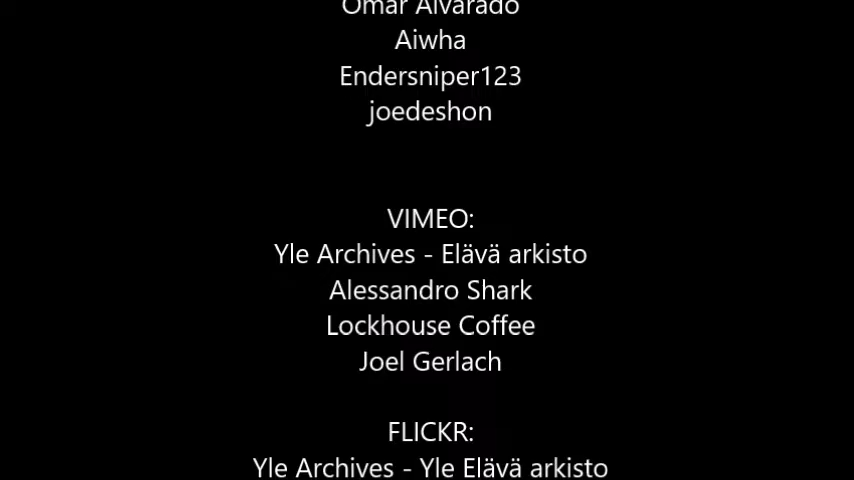 Omar Alvarado
Aiwha
Endersniper123
joedeshon
VIMEO:
Yle Archives - Elävä arkisto
Alessandro Shark
Lockhouse Coffee
Joel Gerlach
FLICKR:
Yle Archives - Yle Elävä arkisto